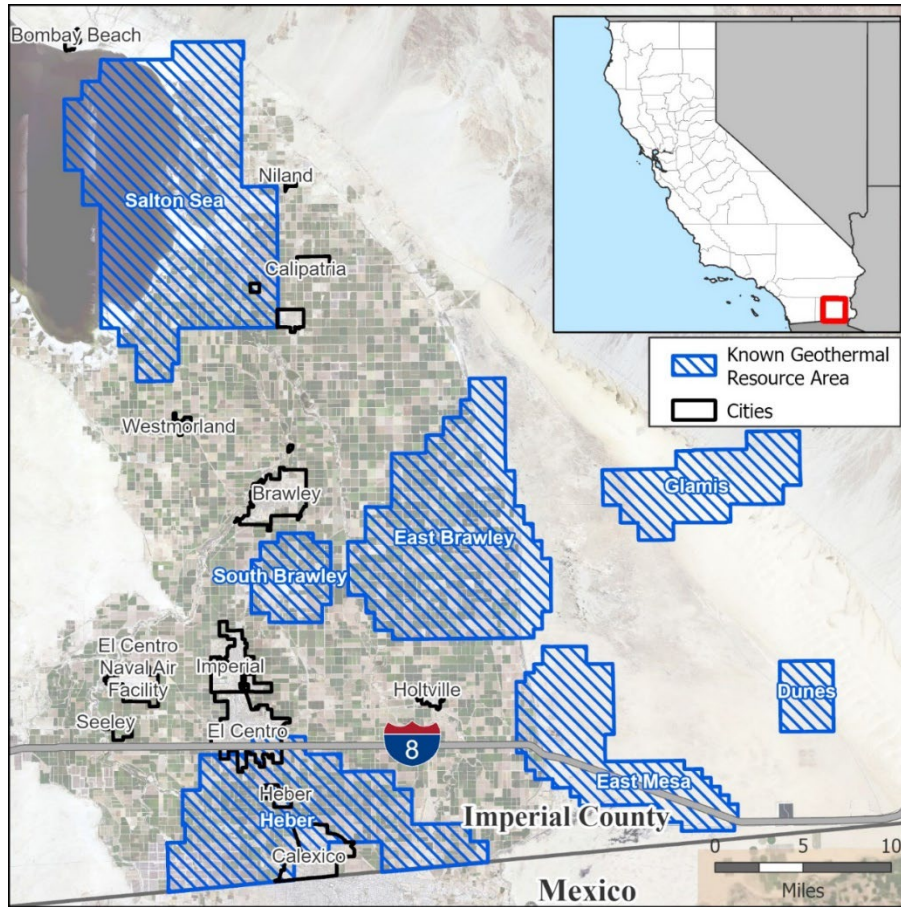 Bombay Beach
Niland
Salton Sea
Calipatria
Known Geothermal
Resource Area
Cities
Westmorland
Brawley
Glamis
East Brawley
South Brawley
El Centro
Naval Air
Facility
Imperial
Holtville
Dunes
Seeley
El Centro
8
East Mesa
Heber
Heber
Imperial County
Calexico
0 5 10
Miles
Mexico